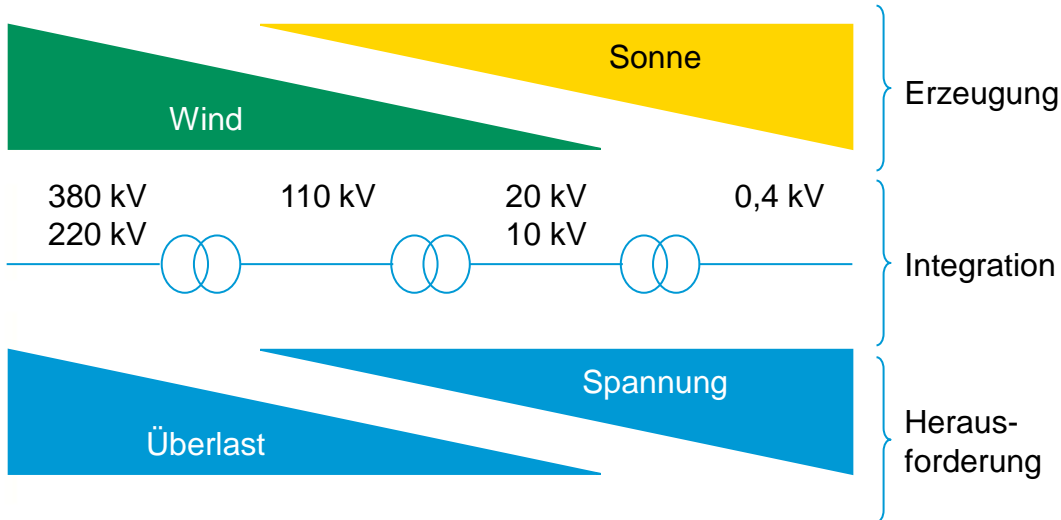 Sonne
Wind
Erzeugung
380 kV
220 kV
110 kV
20 kV
10 kV
0,4 kV
Integration
Spannung
Überlast
Heraus-
forderung